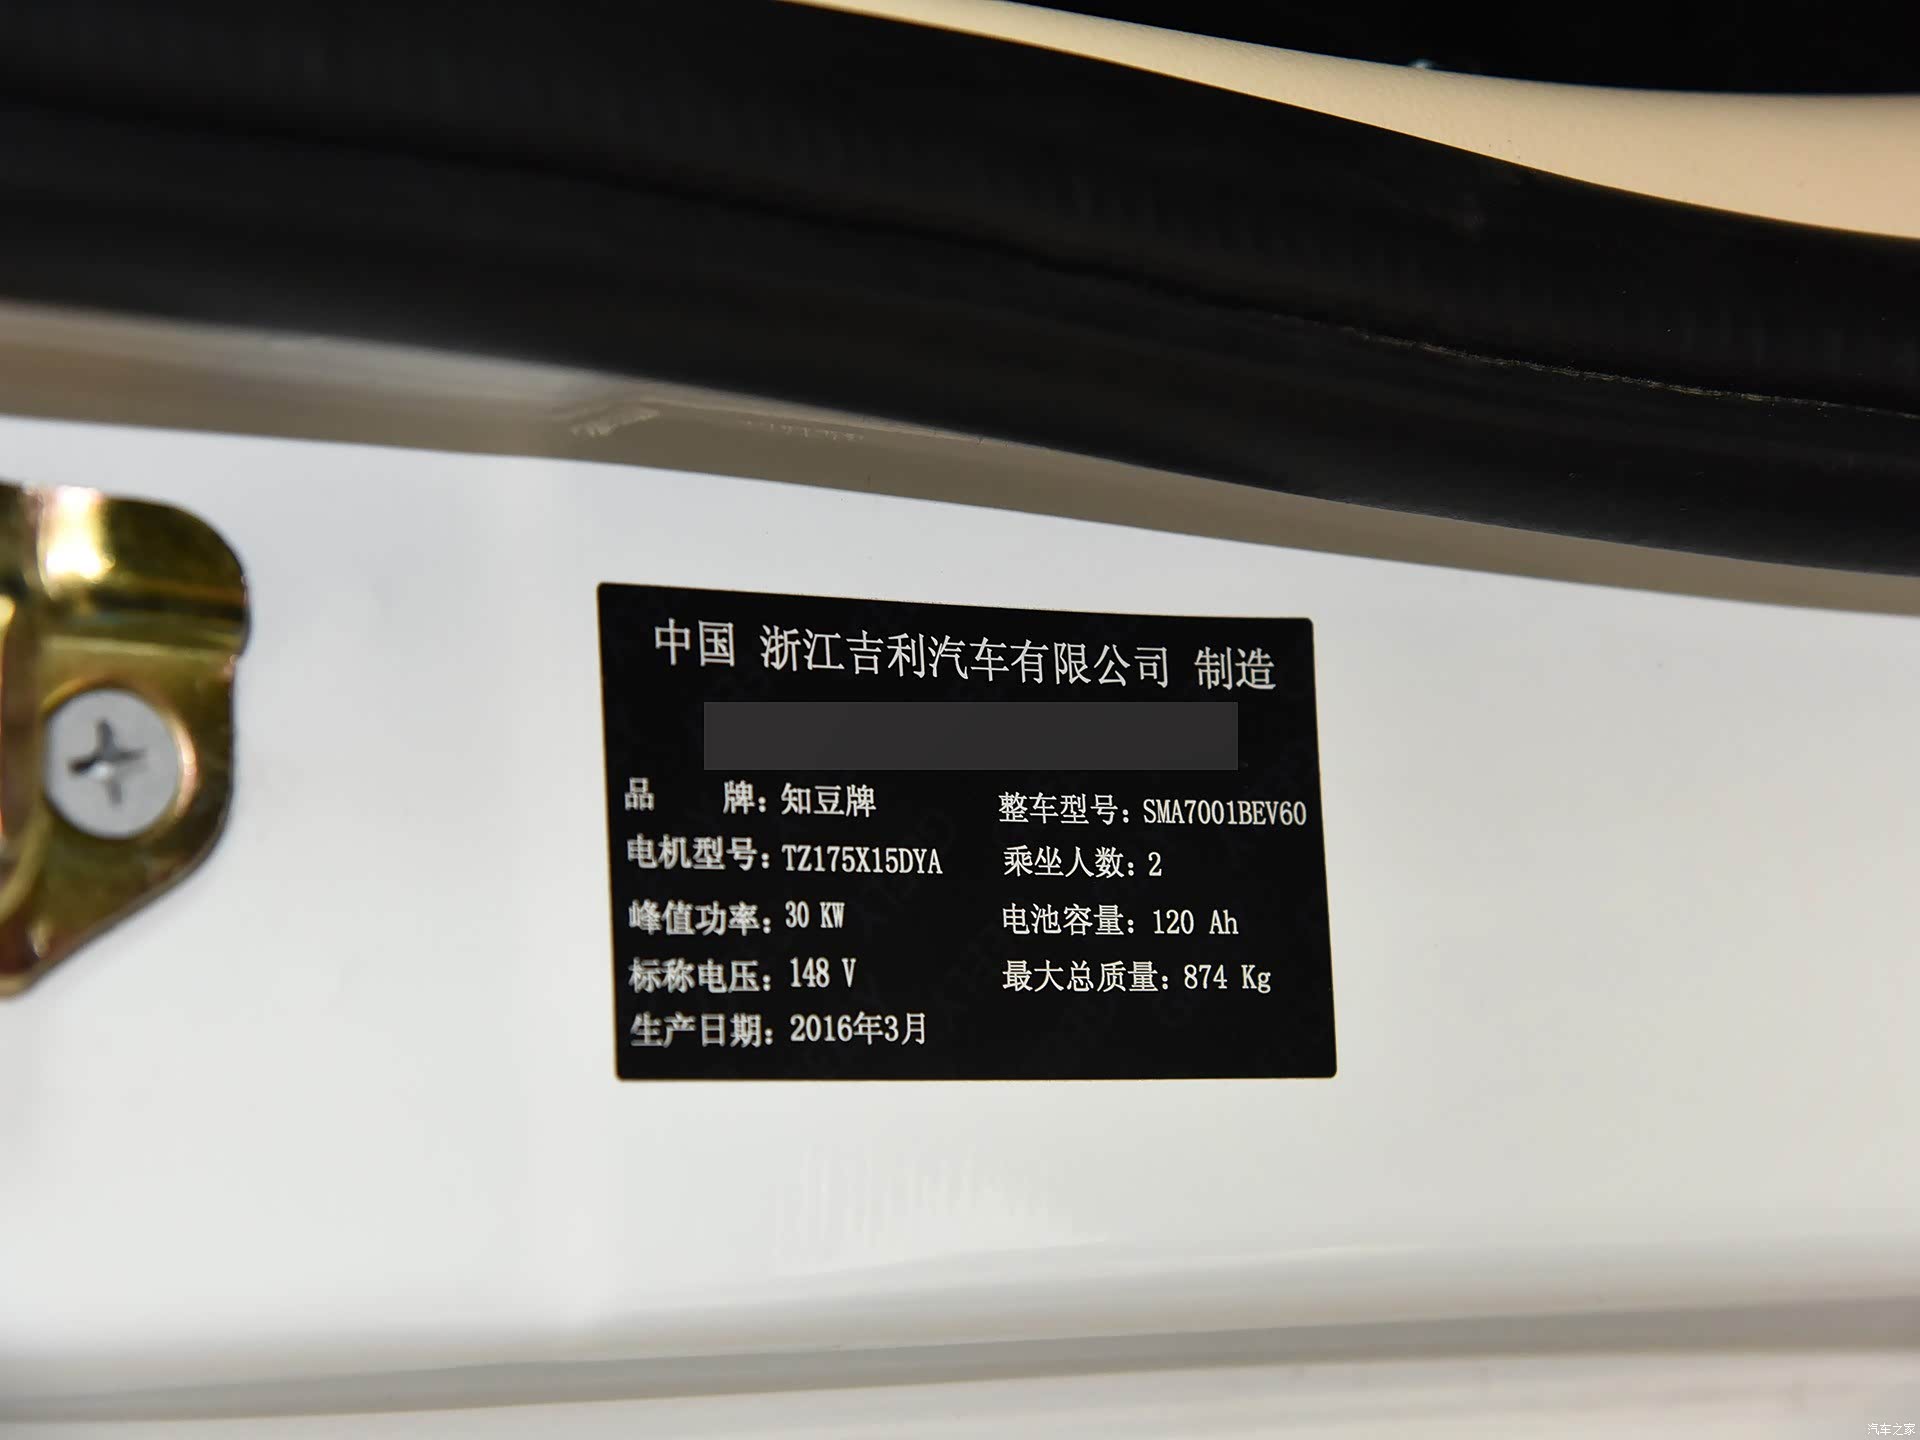 中国 浙江吉利汽车有限公司 制造
品 牌：知豆牌 整车型号：SMA7001BEV60
电机型号：TZ175X15DYA 乘坐人数：2
峰值功率：30 KW 电池容量：120 Ah
标称电压：148 V 最大总质量：874 Kg
生产日期：2016年3月
汽车之家